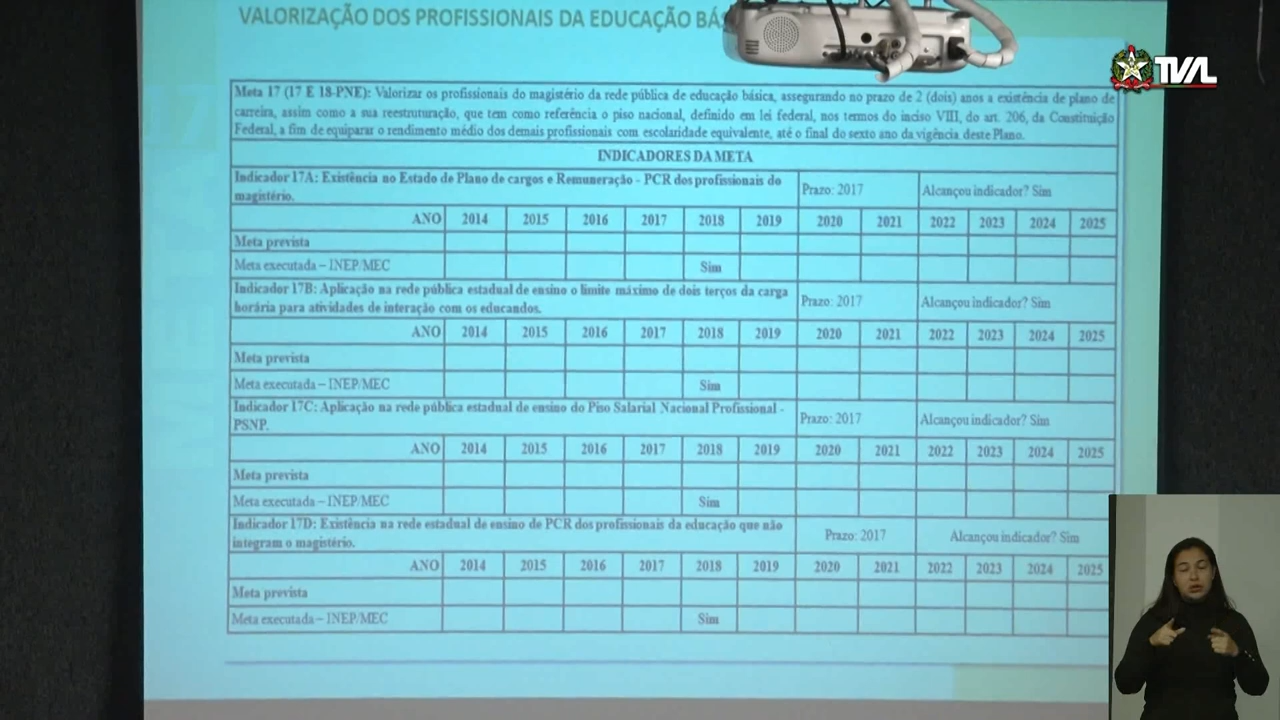 VALORIZAÇÃO DOS PROFISSIONAIS DA EDUCAÇÃO
TVAL
Meta 17 (17 E 18-PNE): Valorizar os profissionais do magistério da rede pública de educação básica, assegurando no prazo de 2 (dois) anos a existência de plano de
carreira, assim como a sua reestruturação, que tem como referência o piso nacional, definido em lei federal, nos termos do inciso VIII, do art. 206, da Constituição
Federal, a fim de equiparar o rendimento médio dos demais profissionais com escolaridade equivalente, até o final do sexto ano da vigência deste Plano.
INDICADORES DA META
Indicador 17A: Existência no Estado de Plano de cargos e Remuneração - PCR dos profissionais do
magistério.
Prazo: 2017
Alcançou indicador? Sim
ANO 2014 2015 2016 2017 2018 2019 2020 2021 2022 2023 2024 2025
Meta prevista
Meta executada – INEP/MEC Sim
Indicador 17B: Aplicação na rede pública estadual de ensino o limite máximo de dois terços da carga
horária para atividades de interação com os educandos.
Prazo: 2017
Alcançou indicador? Sim
ANO 2014 2015 2016 2017 2018 2019 2020 2021 2022 2023 2024 2025
Meta prevista
Meta executada – INEP/MEC Sim
Indicador 17C: Aplicação na rede pública estadual de ensino do Piso Salarial Nacional Profissional -
PSNP.
Prazo: 2017
Alcançou indicador? Sim
ANO 2014 2015 2016 2017 2018 2019 2020 2021 2022 2023 2024 2025
Meta prevista
Meta executada – INEP/MEC Sim
Indicador 17D: Existência na rede estadual de ensino de PCR dos profissionais da educação que não
integram o magistério.
Prazo: 2017
Alcançou indicador? Sim
ANO 2014 2015 2016 2017 2018 2019 2020 2021 2022 2023 2024 2025
Meta prevista
Meta executada – INEP/MEC Sim